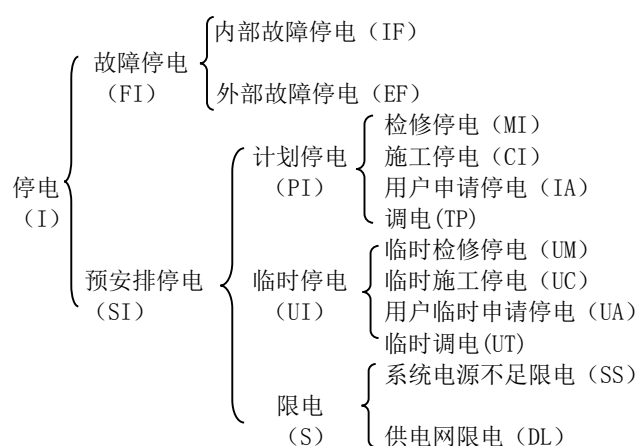 内部故障停电（IF）
故障停电
（FI）
外部故障停电（EF）
检修停电（MI）
计划停电
（PI）
施工停电（CI）
用户申请停电（IA）
调电(TP)
停电
（I）
预安排停电
（SI）
临时停电
（UI）
临时检修停电（UM）
临时施工停电（UC）
用户临时申请停电（UA）
临时调电(UT)
系统电源不足限电（SS）
限电
（S）
供电网限电（DL）